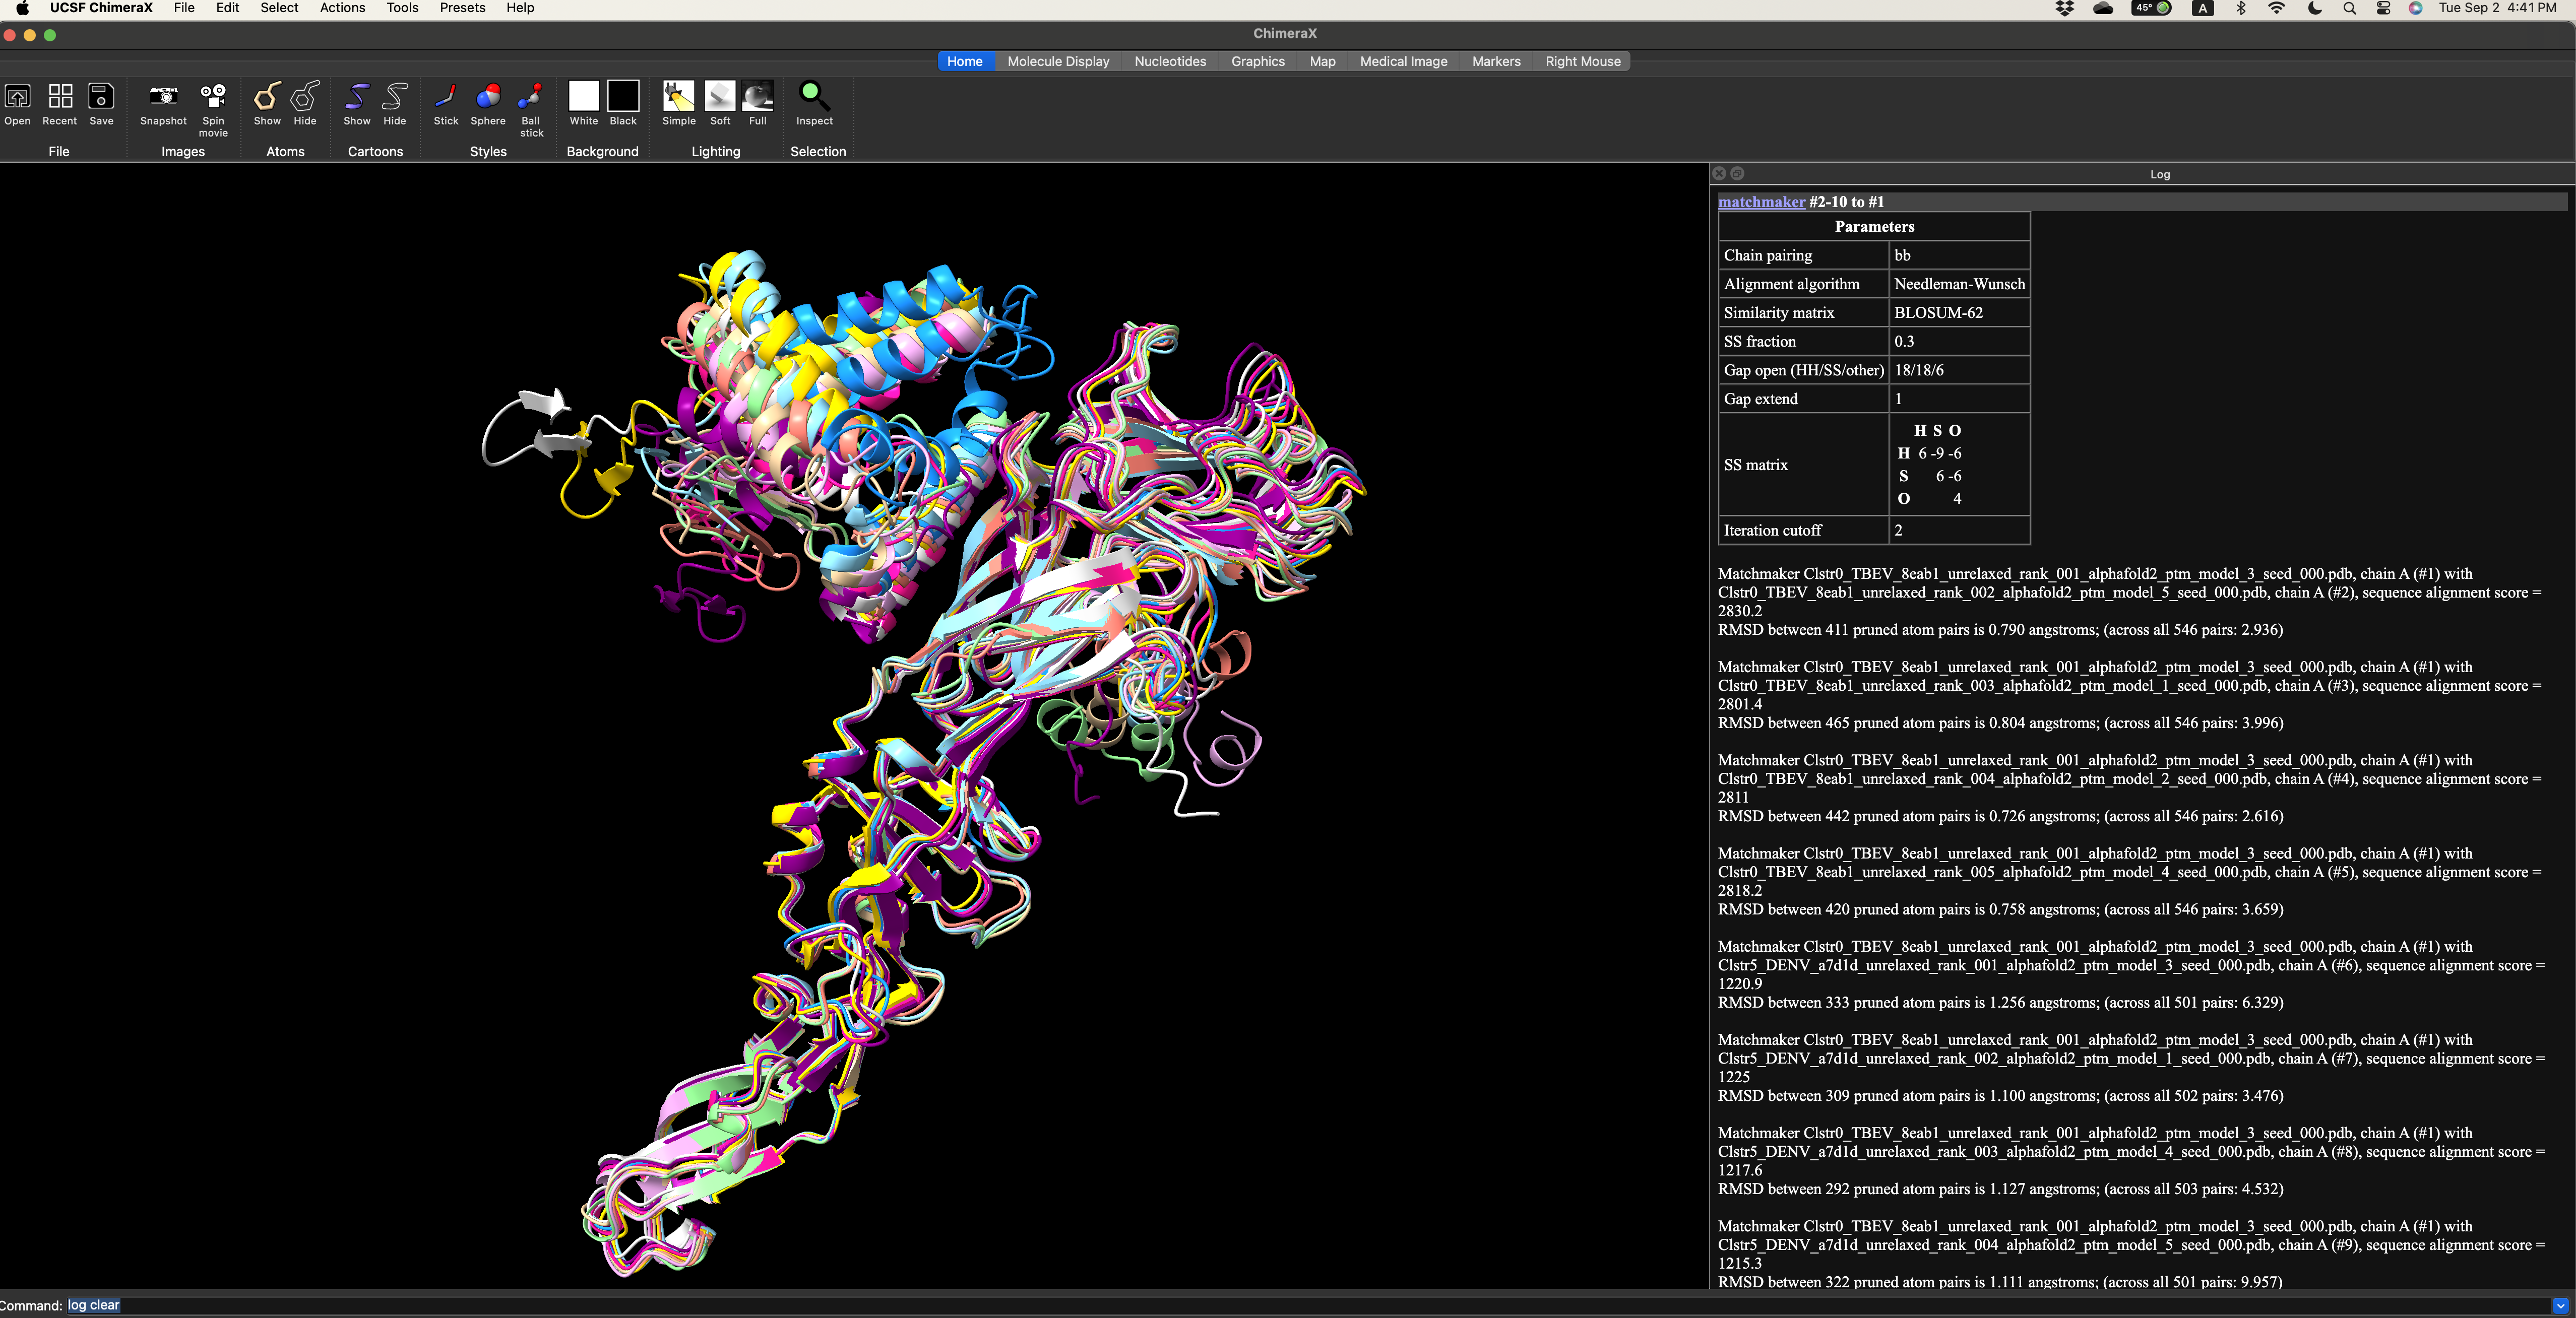 UCSF ChimeraX File Edit Select Actions Tools Presets Help
45° A Tue Sep 2 4:41 PM
ChimeraX
Home Molecule Display Nucleotides Graphics Map Medical Image Markers Right Mouse
Open Recent Save Snapshot Spin movie Show Hide Show Hide Stick Sphere Ball stick White Black Simple Soft Full Inspect
File Images Atoms Cartoons Styles Background Lighting Selection
Log
matchmaker #2-10 to #1
Parameters
Chain pairing bb
Alignment algorithm Needleman-Wunsch
Similarity matrix BLOSUM-62
SS fraction 0.3
Gap open (HH/SS/other) 18/18/6
Gap extend 1
SS matrix
H S O
H 6 -9 -6
S 6 -6
O 4
Iteration cutoff 2
Matchmaker Clstr0_TBEV_8eab1_unrelaxed_rank_001_alphafold2_ptm_model_3_seed_000.pdb, chain A (#1) with
Clstr0_TBEV_8eab1_unrelaxed_rank_002_alphafold2_ptm_model_5_seed_000.pdb, chain A (#2), sequence alignment score =
2830.2
RMSD between 411 pruned atom pairs is 0.790 angstroms; (across all 546 pairs: 2.936)
Matchmaker Clstr0_TBEV_8eab1_unrelaxed_rank_001_alphafold2_ptm_model_3_seed_000.pdb, chain A (#1) with
Clstr0_TBEV_8eab1_unrelaxed_rank_003_alphafold2_ptm_model_1_seed_000.pdb, chain A (#3), sequence alignment score =
2801.4
RMSD between 465 pruned atom pairs is 0.804 angstroms; (across all 546 pairs: 3.996)
Matchmaker Clstr0_TBEV_8eab1_unrelaxed_rank_001_alphafold2_ptm_model_3_seed_000.pdb, chain A (#1) with
Clstr0_TBEV_8eab1_unrelaxed_rank_004_alphafold2_ptm_model_2_seed_000.pdb, chain A (#4), sequence alignment score =
2811
RMSD between 442 pruned atom pairs is 0.726 angstroms; (across all 546 pairs: 2.616)
Matchmaker Clstr0_TBEV_8eab1_unrelaxed_rank_001_alphafold2_ptm_model_3_seed_000.pdb, chain A (#1) with
Clstr0_TBEV_8eab1_unrelaxed_rank_005_alphafold2_ptm_model_4_seed_000.pdb, chain A (#5), sequence alignment score =
2818.2
RMSD between 420 pruned atom pairs is 0.758 angstroms; (across all 546 pairs: 3.659)
Matchmaker Clstr0_TBEV_8eab1_unrelaxed_rank_001_alphafold2_ptm_model_3_seed_000.pdb, chain A (#1) with
Clstr5_DENV_a7d1d_unrelaxed_rank_001_alphafold2_ptm_model_3_seed_000.pdb, chain A (#6), sequence alignment score =
1220.9
RMSD between 333 pruned atom pairs is 1.256 angstroms; (across all 501 pairs: 6.329)
Matchmaker Clstr0_TBEV_8eab1_unrelaxed_rank_001_alphafold2_ptm_model_3_seed_000.pdb, chain A (#1) with
Clstr5_DENV_a7d1d_unrelaxed_rank_002_alphafold2_ptm_model_1_seed_000.pdb, chain A (#7), sequence alignment score =
1225
RMSD between 309 pruned atom pairs is 1.100 angstroms; (across all 502 pairs: 3.476)
Matchmaker Clstr0_TBEV_8eab1_unrelaxed_rank_001_alphafold2_ptm_model_3_seed_000.pdb, chain A (#1) with
Clstr5_DENV_a7d1d_unrelaxed_rank_003_alphafold2_ptm_model_4_seed_000.pdb, chain A (#8), sequence alignment score =
1217.6
RMSD between 292 pruned atom pairs is 1.127 angstroms; (across all 503 pairs: 4.532)
Matchmaker Clstr0_TBEV_8eab1_unrelaxed_rank_001_alphafold2_ptm_model_3_seed_000.pdb, chain A (#1) with
Clstr5_DENV_a7d1d_unrelaxed_rank_004_alphafold2_ptm_model_5_seed_000.pdb, chain A (#9), sequence alignment score =
1215.3
RMSD between 322 pruned atom pairs is 1.111 angstroms; (across all 501 pairs: 9.957)
Command: log clear